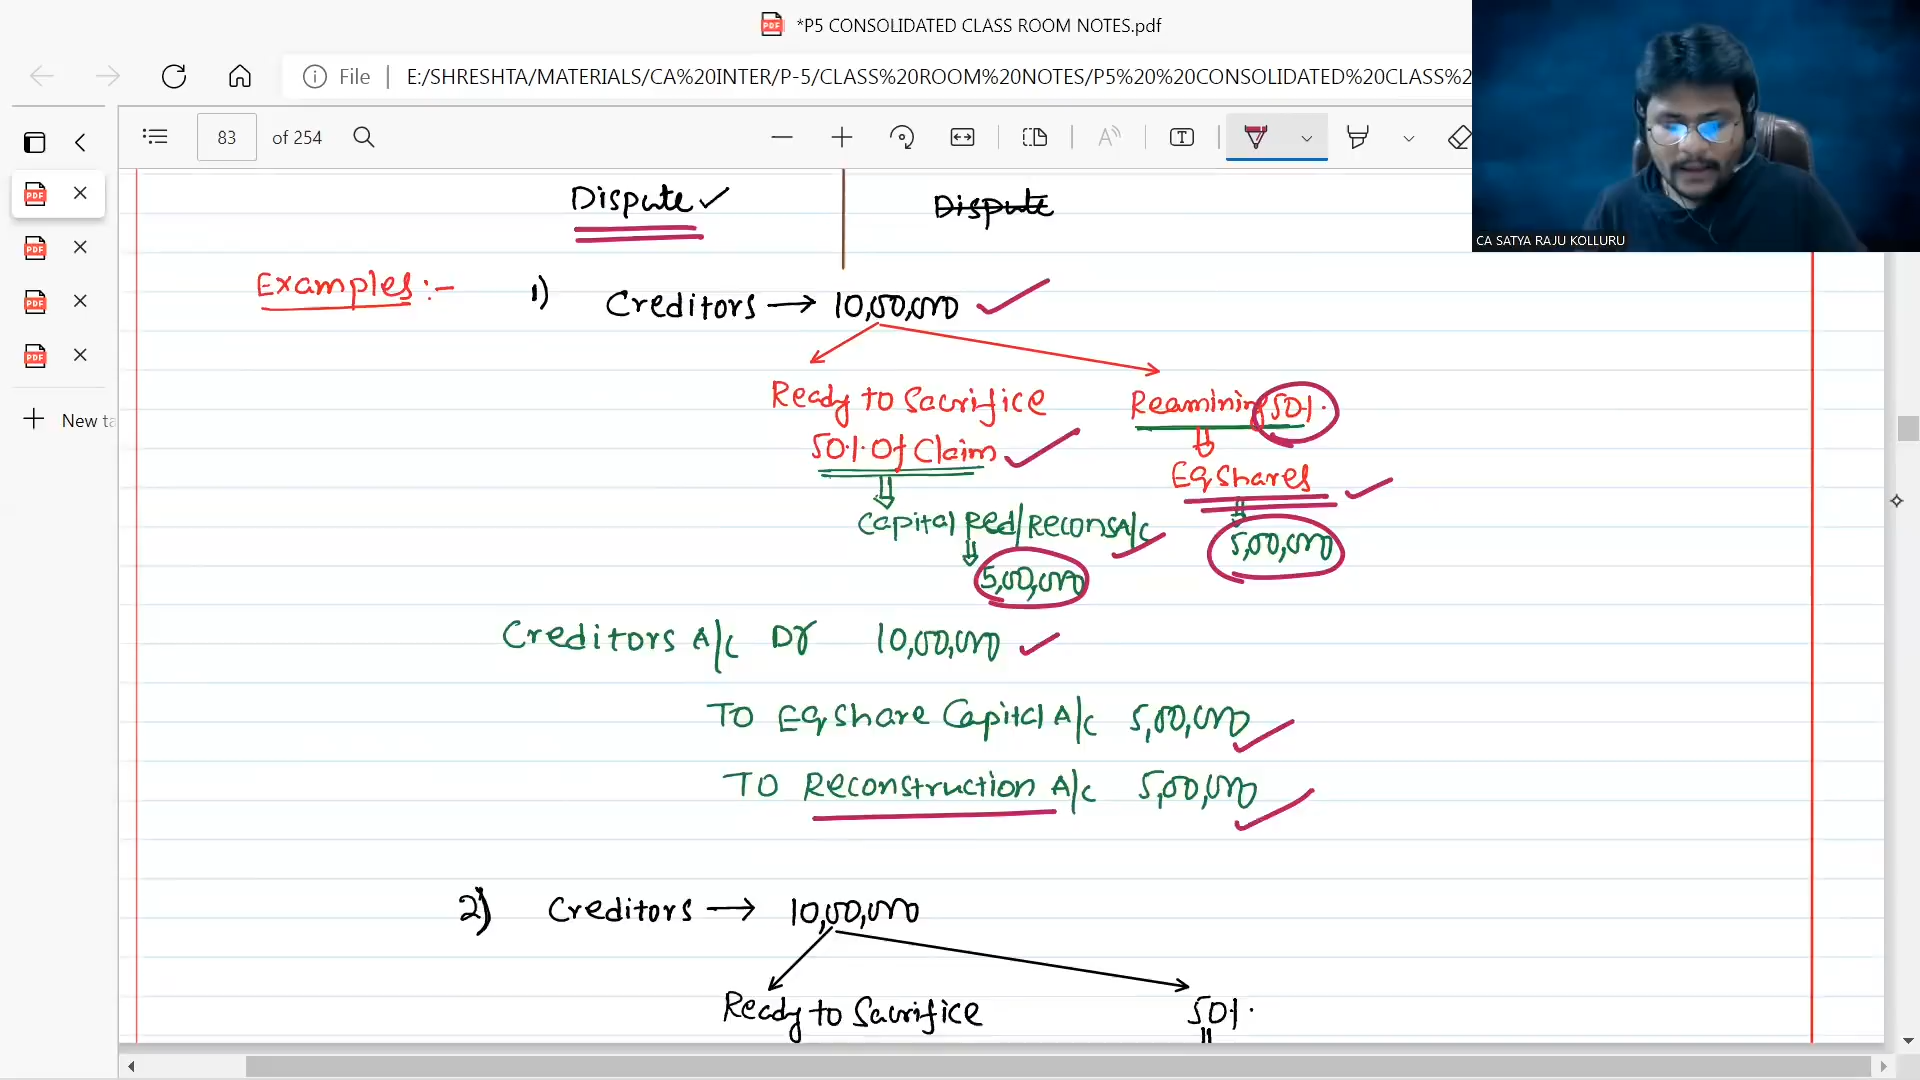 *P5 CONSOLIDATED CLASS ROOM NOTES.pdf
File
E:/SHRESHTA/MATERIALS/CA%20INTER/P-5/CLASS%20ROOM%20NOTES/P5%20%20CONSOLIDATED%20CLASS%2
83 of 254
CA SATYA RAJU KOLLURU
New ta
Dispute ✓
Dispute
Examples:-
1) Creditors → 10,00,000
Ready to Sacrifice
50% Of Claim
Reamining 50%
Eq Shares
Capital Red/Recons A/c
5,00,000
5,00,000
Creditors A/c Dr 10,00,000
TO Eq Share Capital A/c 5,00,000
TO Reconstruction A/c 5,00,000
2) Creditors → 10,00,000
Ready to Sacrifice
50%